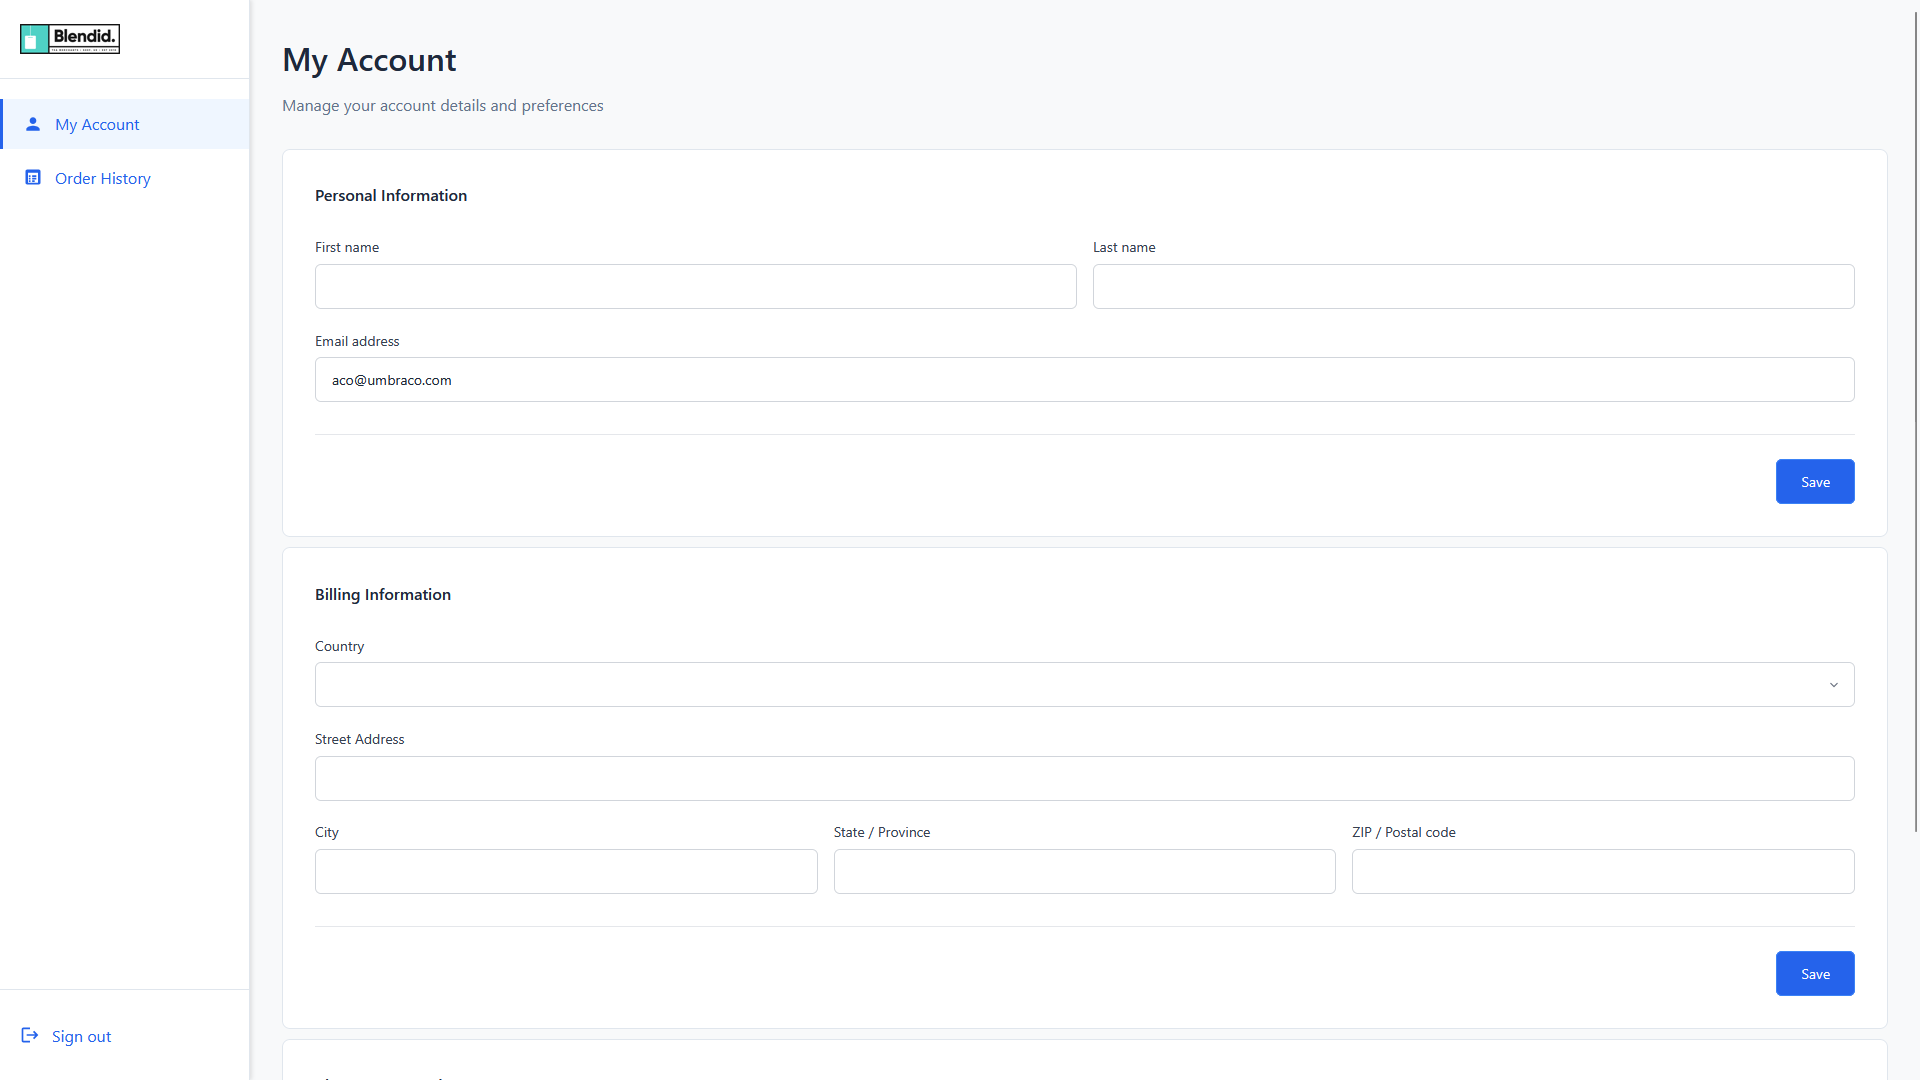 Blendid.
My Account
Order History
Sign out
My Account
Manage your account details and preferences
Personal Information
First name
Last name
Email address
aco@umbraco.com
Save
Billing Information
Country
Street Address
City
State / Province
ZIP / Postal code
Save